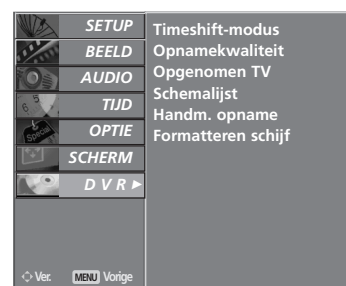 SETUP
BEELD
AUDIO
TIJD
OPTIE
SCHERM
D V R
Timeshift-modus
Opnamekwaliteit
Opgenomen TV
Schemalijst
Handm. opname
Formatteren schijf
Ver. MENU Vorige